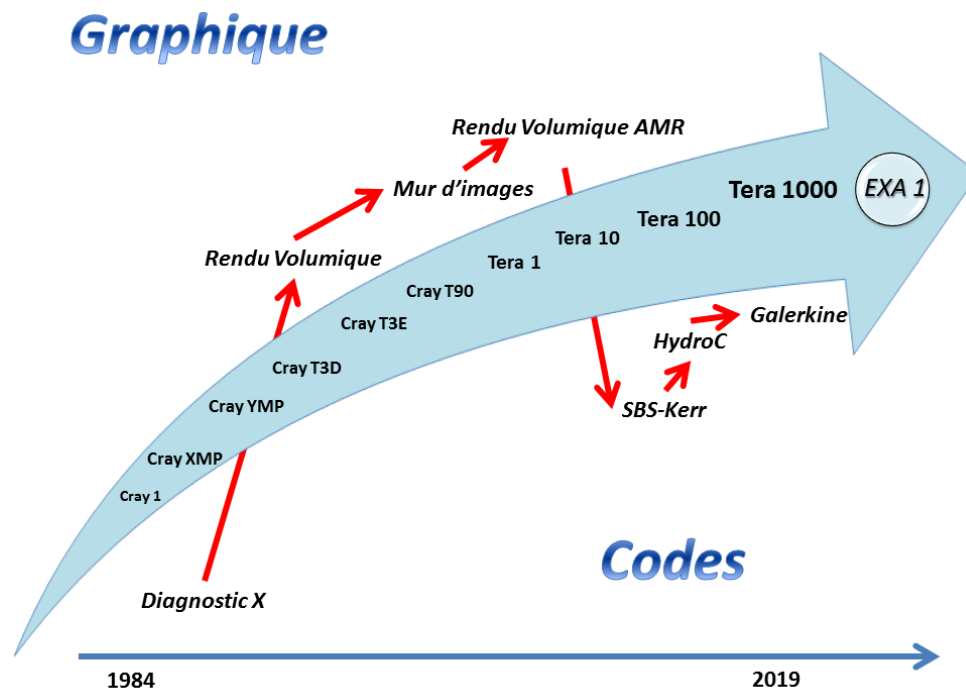 Graphique
Rendu Volumique AMR
Mur d'images
Rendu Volumique
Tera 1000
EXA 1
Tera 100
Tera 10
Tera 1
Cray T90
Cray T3E
Cray T3D
Cray YMP
Cray XMP
Cray 1
Galerkine
HydroC
SBS-Kerr
Diagnostic X
Codes
1984
2019